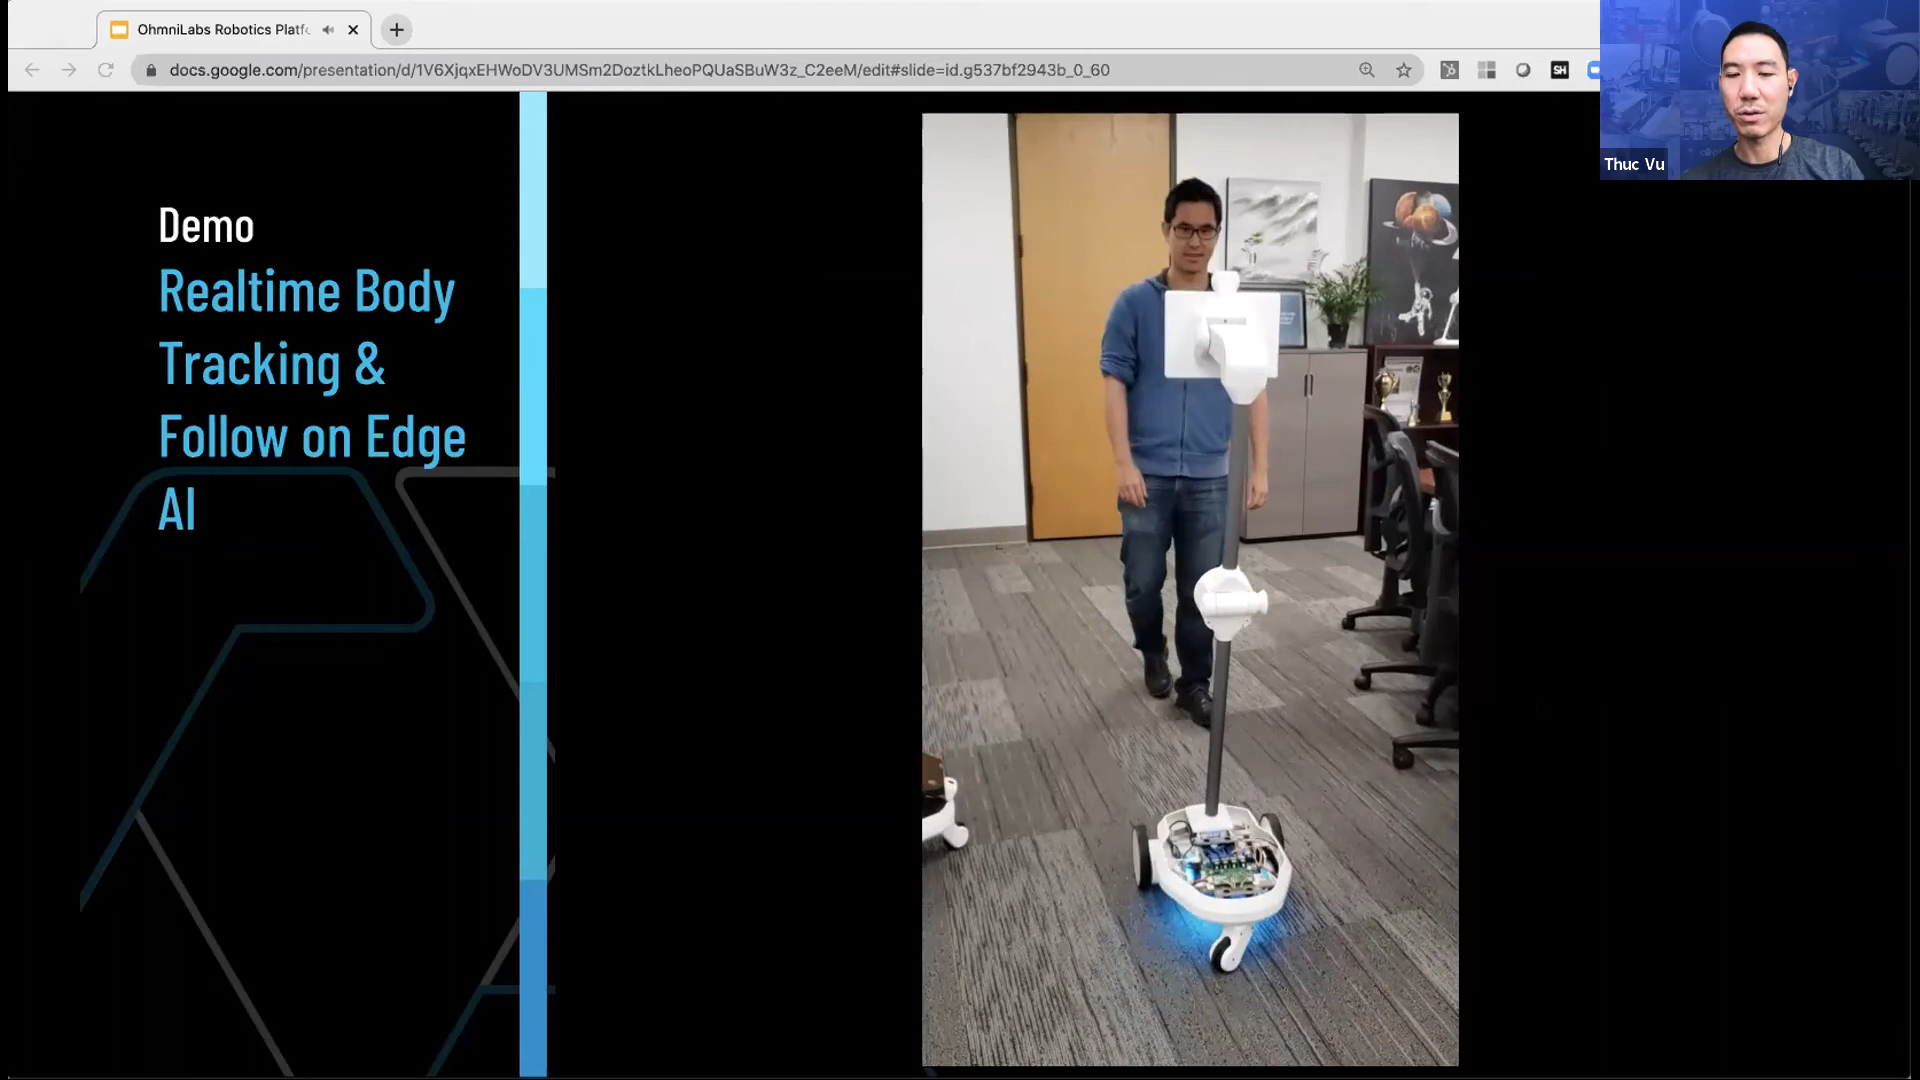 OhmniLabs Robotics Platf
docs.google.com/presentation/d/1V6XjqxEHWoDV3UMSm2DoztkLheoPQUaSBuW3z_C2eeM/edit#slide=id.g537bf2943b_0_60
SH
Thuc Vu
Demo
Realtime Body
Tracking &
Follow on Edge
AI